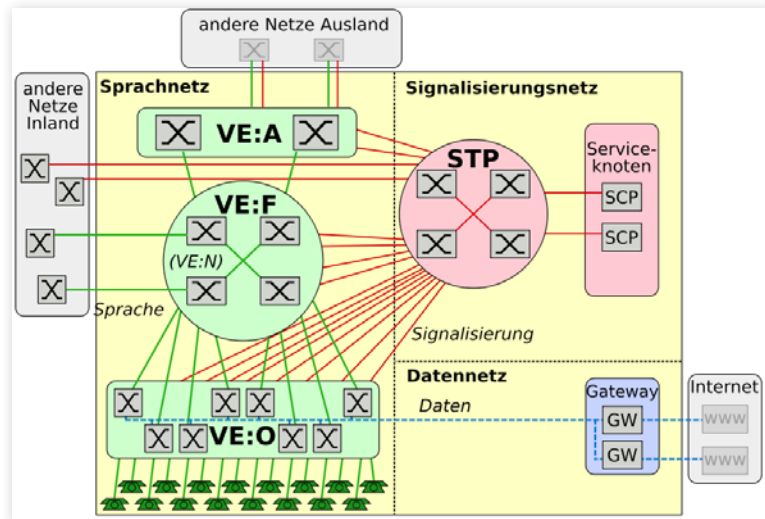 andere Netze Ausland
andere
Netze
Inland
Sprachnetz
Signalisierungsnetz
VE:A
STP
Service-
knoten
SCP
SCP
VE:F
(VE:N)
Sprache
Signalisierung
Datennetz
Daten
Gateway
Internet
GW
WWW
GW
WWW
VE:O